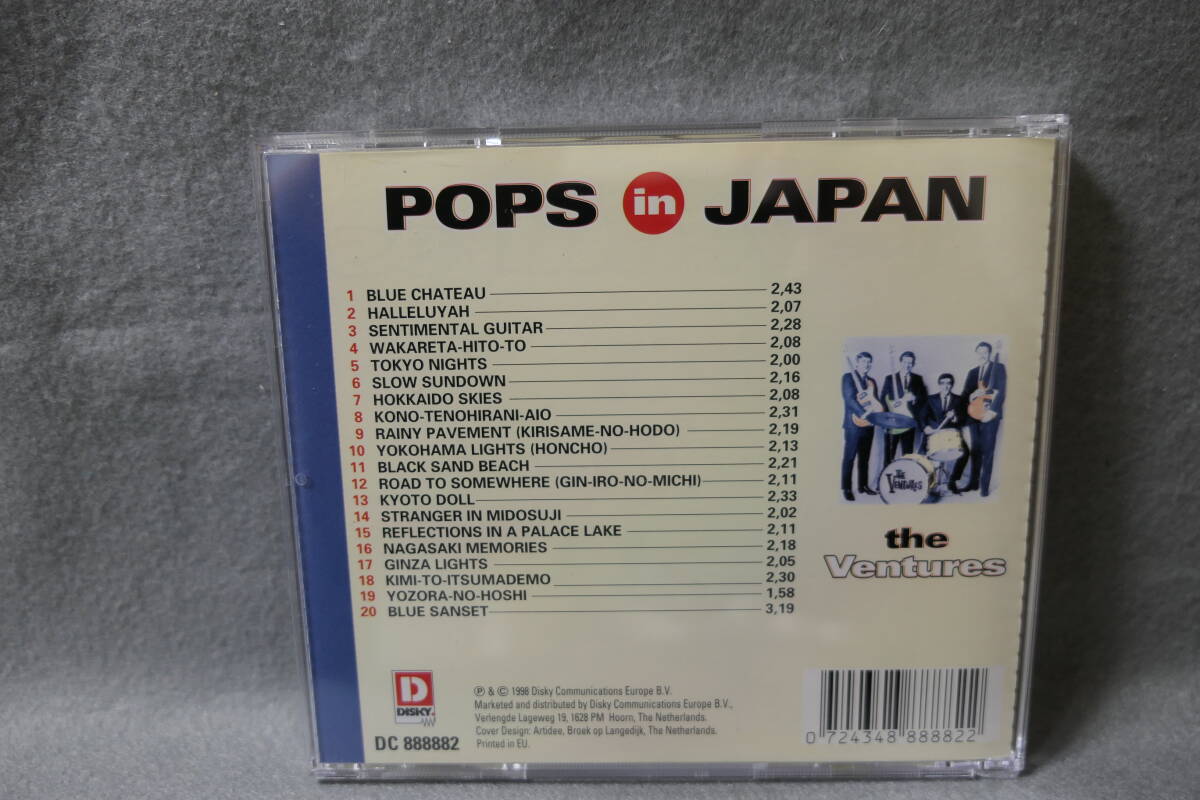 POPS in JAPAN
1 BLUE CHATEAU 2,43
2 HALLELUYAH 2,07
3 SENTIMENTAL GUITAR 2,28
4 WAKARETA-HITO-TO 2,08
5 TOKYO NIGHTS 2,00
6 SLOW SUNDOWN 2,16
7 HOKKAIDO SKIES 2,08
8 KONO-TENOHIRANI-AIO 2,31
9 RAINY PAVEMENT (KIRISAME-NO-HODO) 2,19
10 YOKOHAMA LIGHTS (HONCHO) 2,13
11 BLACK SAND BEACH 2,21
12 ROAD TO SOMEWHERE (GIN-IRO-NO-MICHI) 2,11
13 KYOTO DOLL 2,33
14 STRANGER IN MIDOSUJI 2,02
15 REFLECTIONS IN A PALACE LAKE 2,11
16 NAGASAKI MEMORIES 2,18
17 GINZA LIGHTS 2,05
18 KIMI-TO-ITSUMADEMO 2,30
19 YOZORA-NO-HOSHI 1,58
20 BLUE SANSET 3,19
THE VENTURES
the
Ventures
D
DISKY
DC 888882
℗ & © 1998 Disky Communications Europe B.V.
Marketed and distributed by Disky Communications Europe B.V.,
Verlengde Lageweg 19, 1628 PM Hoorn, The Netherlands.
Cover Design: Artidee, Broek op Langedijk, The Netherlands.
Printed in EU.
0 724348 888822